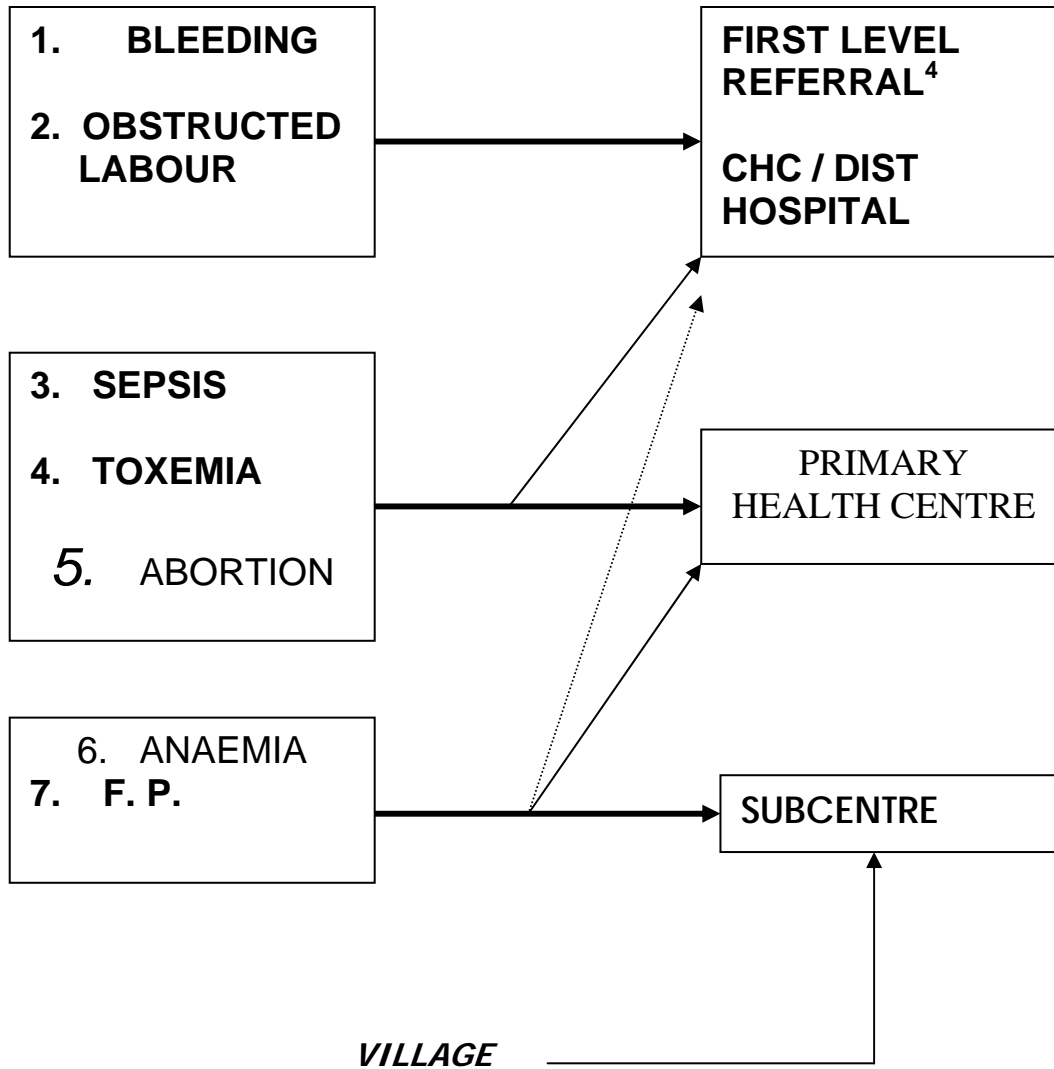 1. BLEEDING
2. OBSTRUCTED
LABOUR
FIRST LEVEL
REFERRAL⁴
CHC / DIST
HOSPITAL
3. SEPSIS
4. TOXEMIA
5. ABORTION
PRIMARY
HEALTH CENTRE
6. ANAEMIA
7. F. P.
SUBCENTRE
VILLAGE